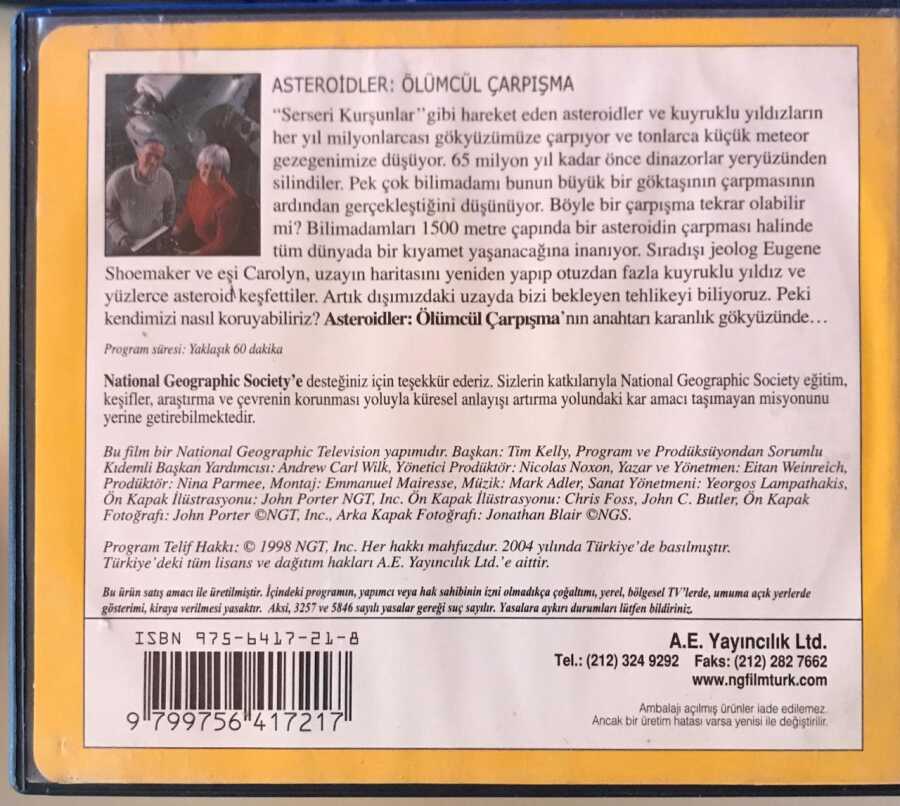 ASTEROİDLER: ÖLÜMCÜL ÇARPIŞMA
“Serseri Kurşunlar”gibi hareket eden asteroidler ve kuyruklu yıldızların
her yıl milyonlarcası gökyüzümüze çarpıyor ve tonlarca küçük meteor
gezegenimize düşüyor. 65 milyon yıl kadar önce dinazorlar yeryüzünden
silindiler. Pek çok bilimadamı bunun büyük bir göktaşının çarpmasının
ardından gerçekleştiğini düşünüyor. Böyle bir çarpışma tekrar olabilir
mi? Bilimadamları 1500 metre çapında bir asteroidin çarpması halinde
tüm dünyada bir kıyamet yaşanacağına inanıyor. Sıradışı jeolog Eugene
Shoemaker ve eşi Carolyn, uzayın haritasını yeniden yapıp otuzdan fazla kuyruklu yıldız ve
yüzlerce asteroid keşfettiler. Artık dışımızdaki uzayda bizi bekleyen tehlikeyi biliyoruz. Peki
kendimizi nasıl koruyabiliriz? Asteroidler: Ölümcül Çarpışma’nın anahtarı karanlık gökyüzünde…
Program süresi: Yaklaşık 60 dakika
National Geographic Society’e desteğiniz için teşekkür ederiz. Sizlerin katkılarıyla National Geographic Society eğitim,
keşifler, araştırma ve çevrenin korunması yoluyla küresel anlayışı artırma yolundaki kar amacı taşımayan misyonunu
yerine getirebilmektedir.
Bu film bir National Geographic Television yapımıdır. Başkan: Tim Kelly, Program ve Prodüksüyondan Sorumlu
Kıdemli Başkan Yardımcısı: Andrew Carl Wilk, Yönetici Prodüktör: Nicolas Noxon, Yazar ve Yönetmen: Eitan Weinreich,
Prodüktör: Nina Parmee, Montaj: Emmanuel Mairesse, Müzik: Mark Adler, Sanat Yönetmeni: Yeorgos Lampathakis,
Ön Kapak İlüstrasyonu: John Porter NGT, Inc. Ön Kapak İllüstrasyonu: Chris Foss, John C. Butler, Ön Kapak
Fotoğrafı: John Porter ©NGT, Inc., Arka Kapak Fotoğrafı: Jonathan Blair ©NGS.
Program Telif Hakkı: © 1998 NGT, Inc. Her hakkı mahfuzdur. 2004 yılında Türkiye’de basılmıştır.
Türkiye’deki tüm lisans ve dağıtım hakları A.E. Yayıncılık Ltd.’e aittir.
Bu ürün satış amacı ile üretilmiştir. İçindeki programın, yapımcı veya hak sahibinin izni olmadıkça çoğaltımı, yerel, bölgesel TV’lerde, umuma açık yerlerde
gösterimi, kiraya verilmesi yasaktır. Aksi, 3257 ve 5846 sayılı yasalar gereği suç sayılır. Yasalara aykırı durumları lütfen bildiriniz.
ISBN 975-6417-21-8
9 799756 417217
A.E. Yayıncılık Ltd.
Tel.: (212) 324 9292 Faks: (212) 282 7662
www.ngfilmturk.com
Ambalajı açılmış ürünler iade edilemez.
Ancak bir üretim hatası varsa yenisi ile değiştirilir.